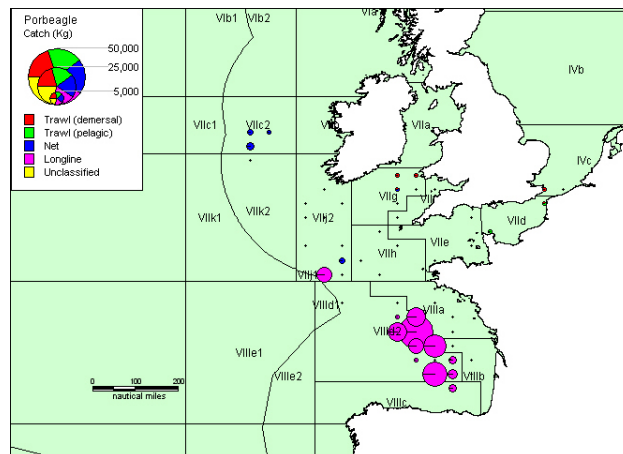 Porbeagle
Catch (Kg)
50,000
25,000
5,000
Trawl (demersal)
Trawl (pelagic)
Net
Longline
Unclassified
VIb1
VIb2
VIa
IVb
VIIc1
VIIc2
VIIb
VIIa
IVc
VIIg
VIIf
VIIk1
VIIk2
VIIj2
VIId
VIIe
VIIh
VIIj1
VIIId1
VIIIa
VIIId2
VIIIe1
VIIIe2
VIIIb
VIIIc
0
100
200
nautical miles